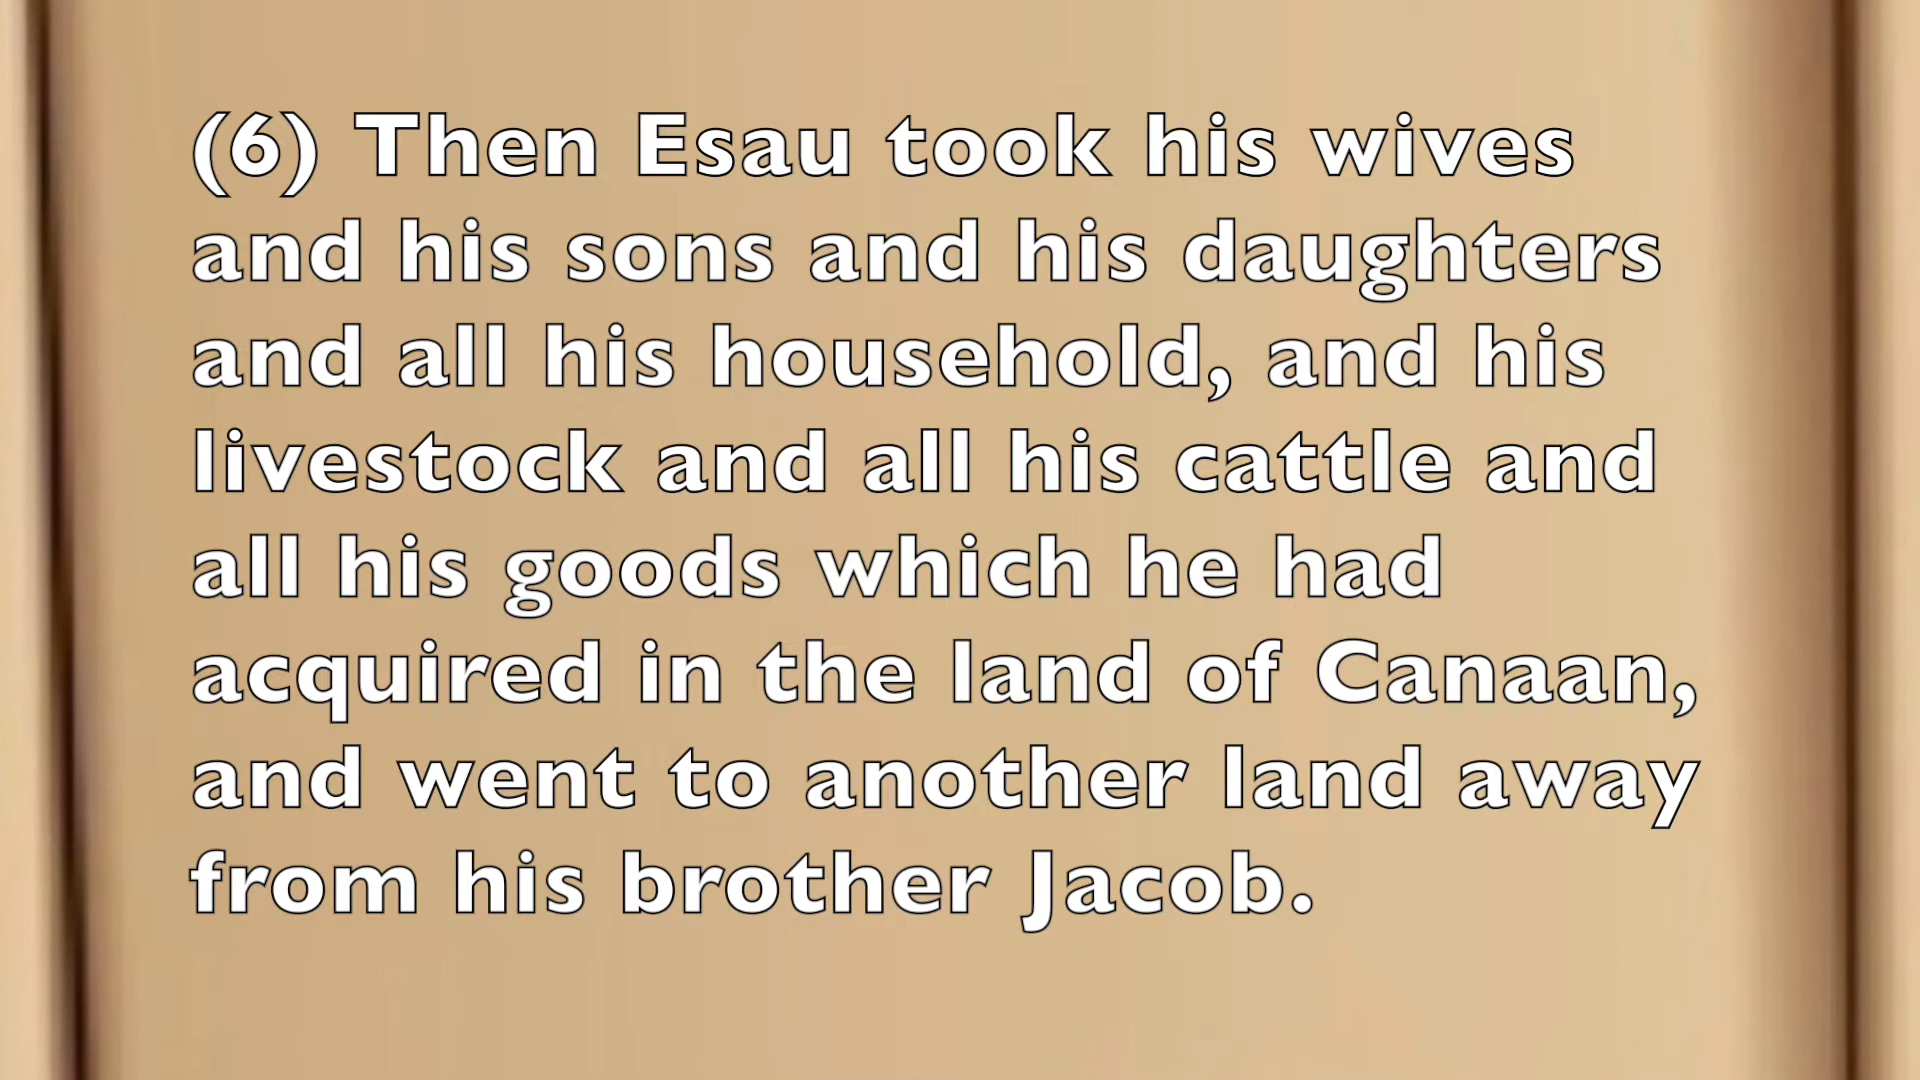 (6) Then Esau took his wives
and his sons and his daughters
and all his household, and his
livestock and all his cattle and
all his goods which he had
acquired in the land of Canaan,
and went to another land away
from his brother Jacob.